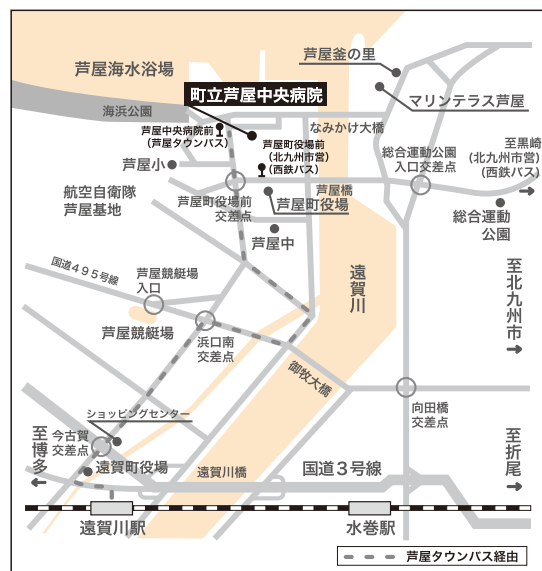 芦屋釜の里
芦屋海水浴場
町立芦屋中央病院
マリンテラス芦屋
海浜公園
芦屋中央病院前
(芦屋タウンバス)
なみかけ大橋
芦屋町役場前
(北九州市営)
(西鉄バス)
至黒崎
(北九州市営)
(西鉄バス)
総合運動公園
入口交差点
芦屋小
航空自衛隊
芦屋基地
芦屋町役場前
交差点
芦屋橋
芦屋町役場
総合運動
公園
芦屋中
国道495号線
芦屋競艇場
入口
遠賀川
至北九州市
芦屋競艇場
浜口南
交差点
御牧大橋
向田橋
交差点
ショッピングセンター
今古賀
交差点
至博多
遠賀町役場
遠賀川橋
国道3号線
至折尾
遠賀川駅
水巻駅
芦屋タウンバス経由